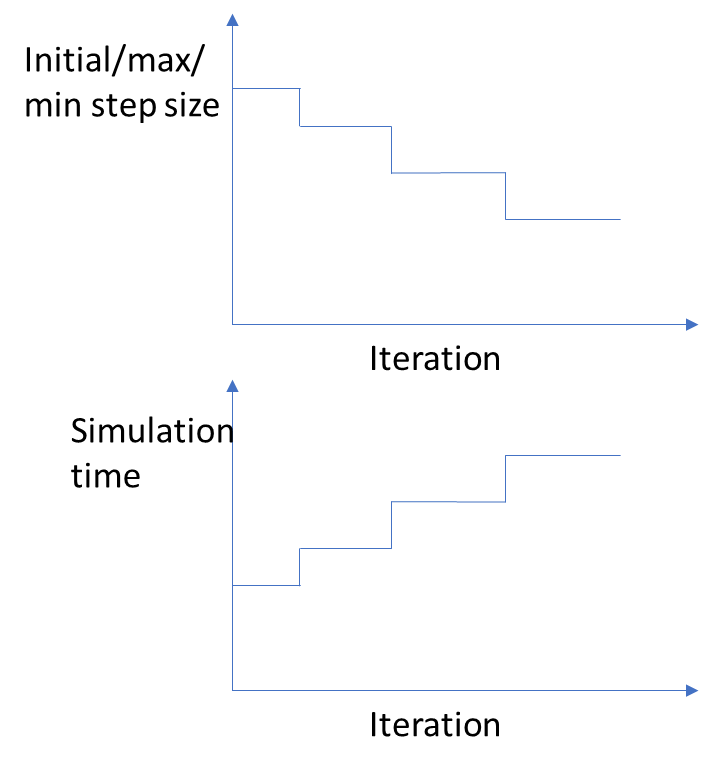 Initial/max/
min step size
Iteration
Simulation
time
Iteration